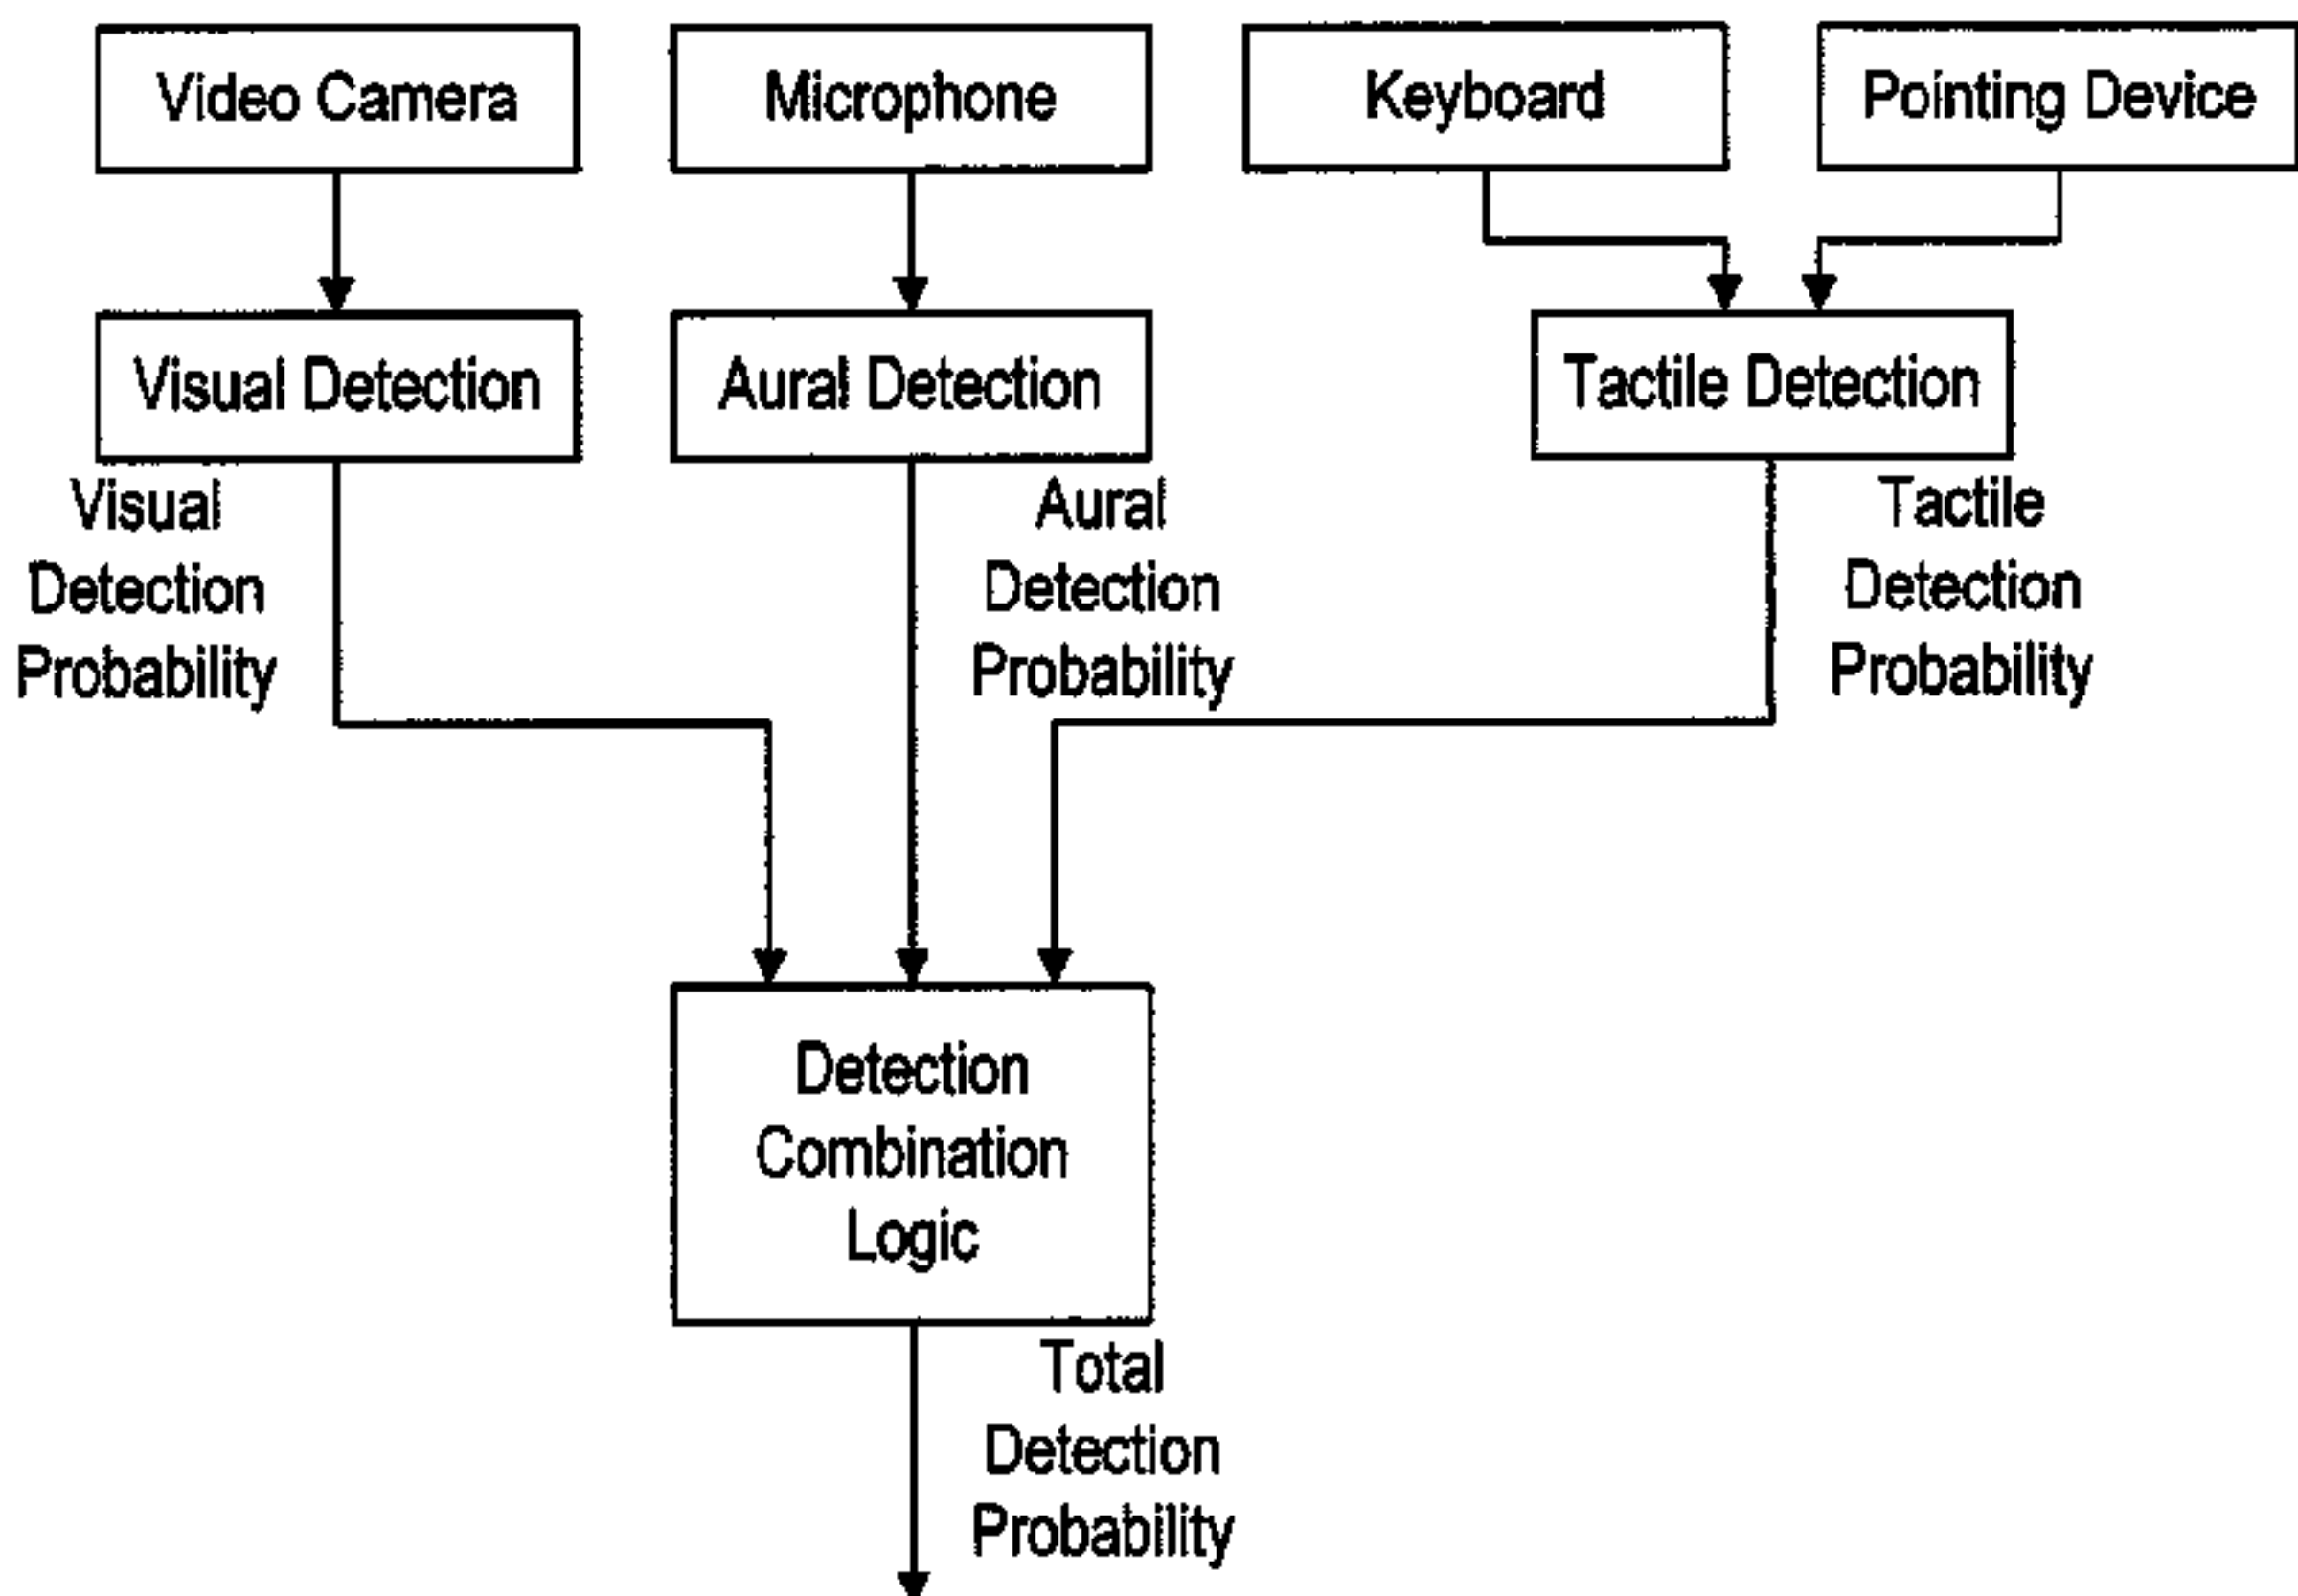 Video Camera
Microphone
Keyboard
Pointing Device
Visual Detection
Aural Detection
Tactile Detection
Visual
Detection
Probability
Aural
Detection
Probability
Tactile
Detection
Probability
Detection
Combination
Logic
Total
Detection
Probability